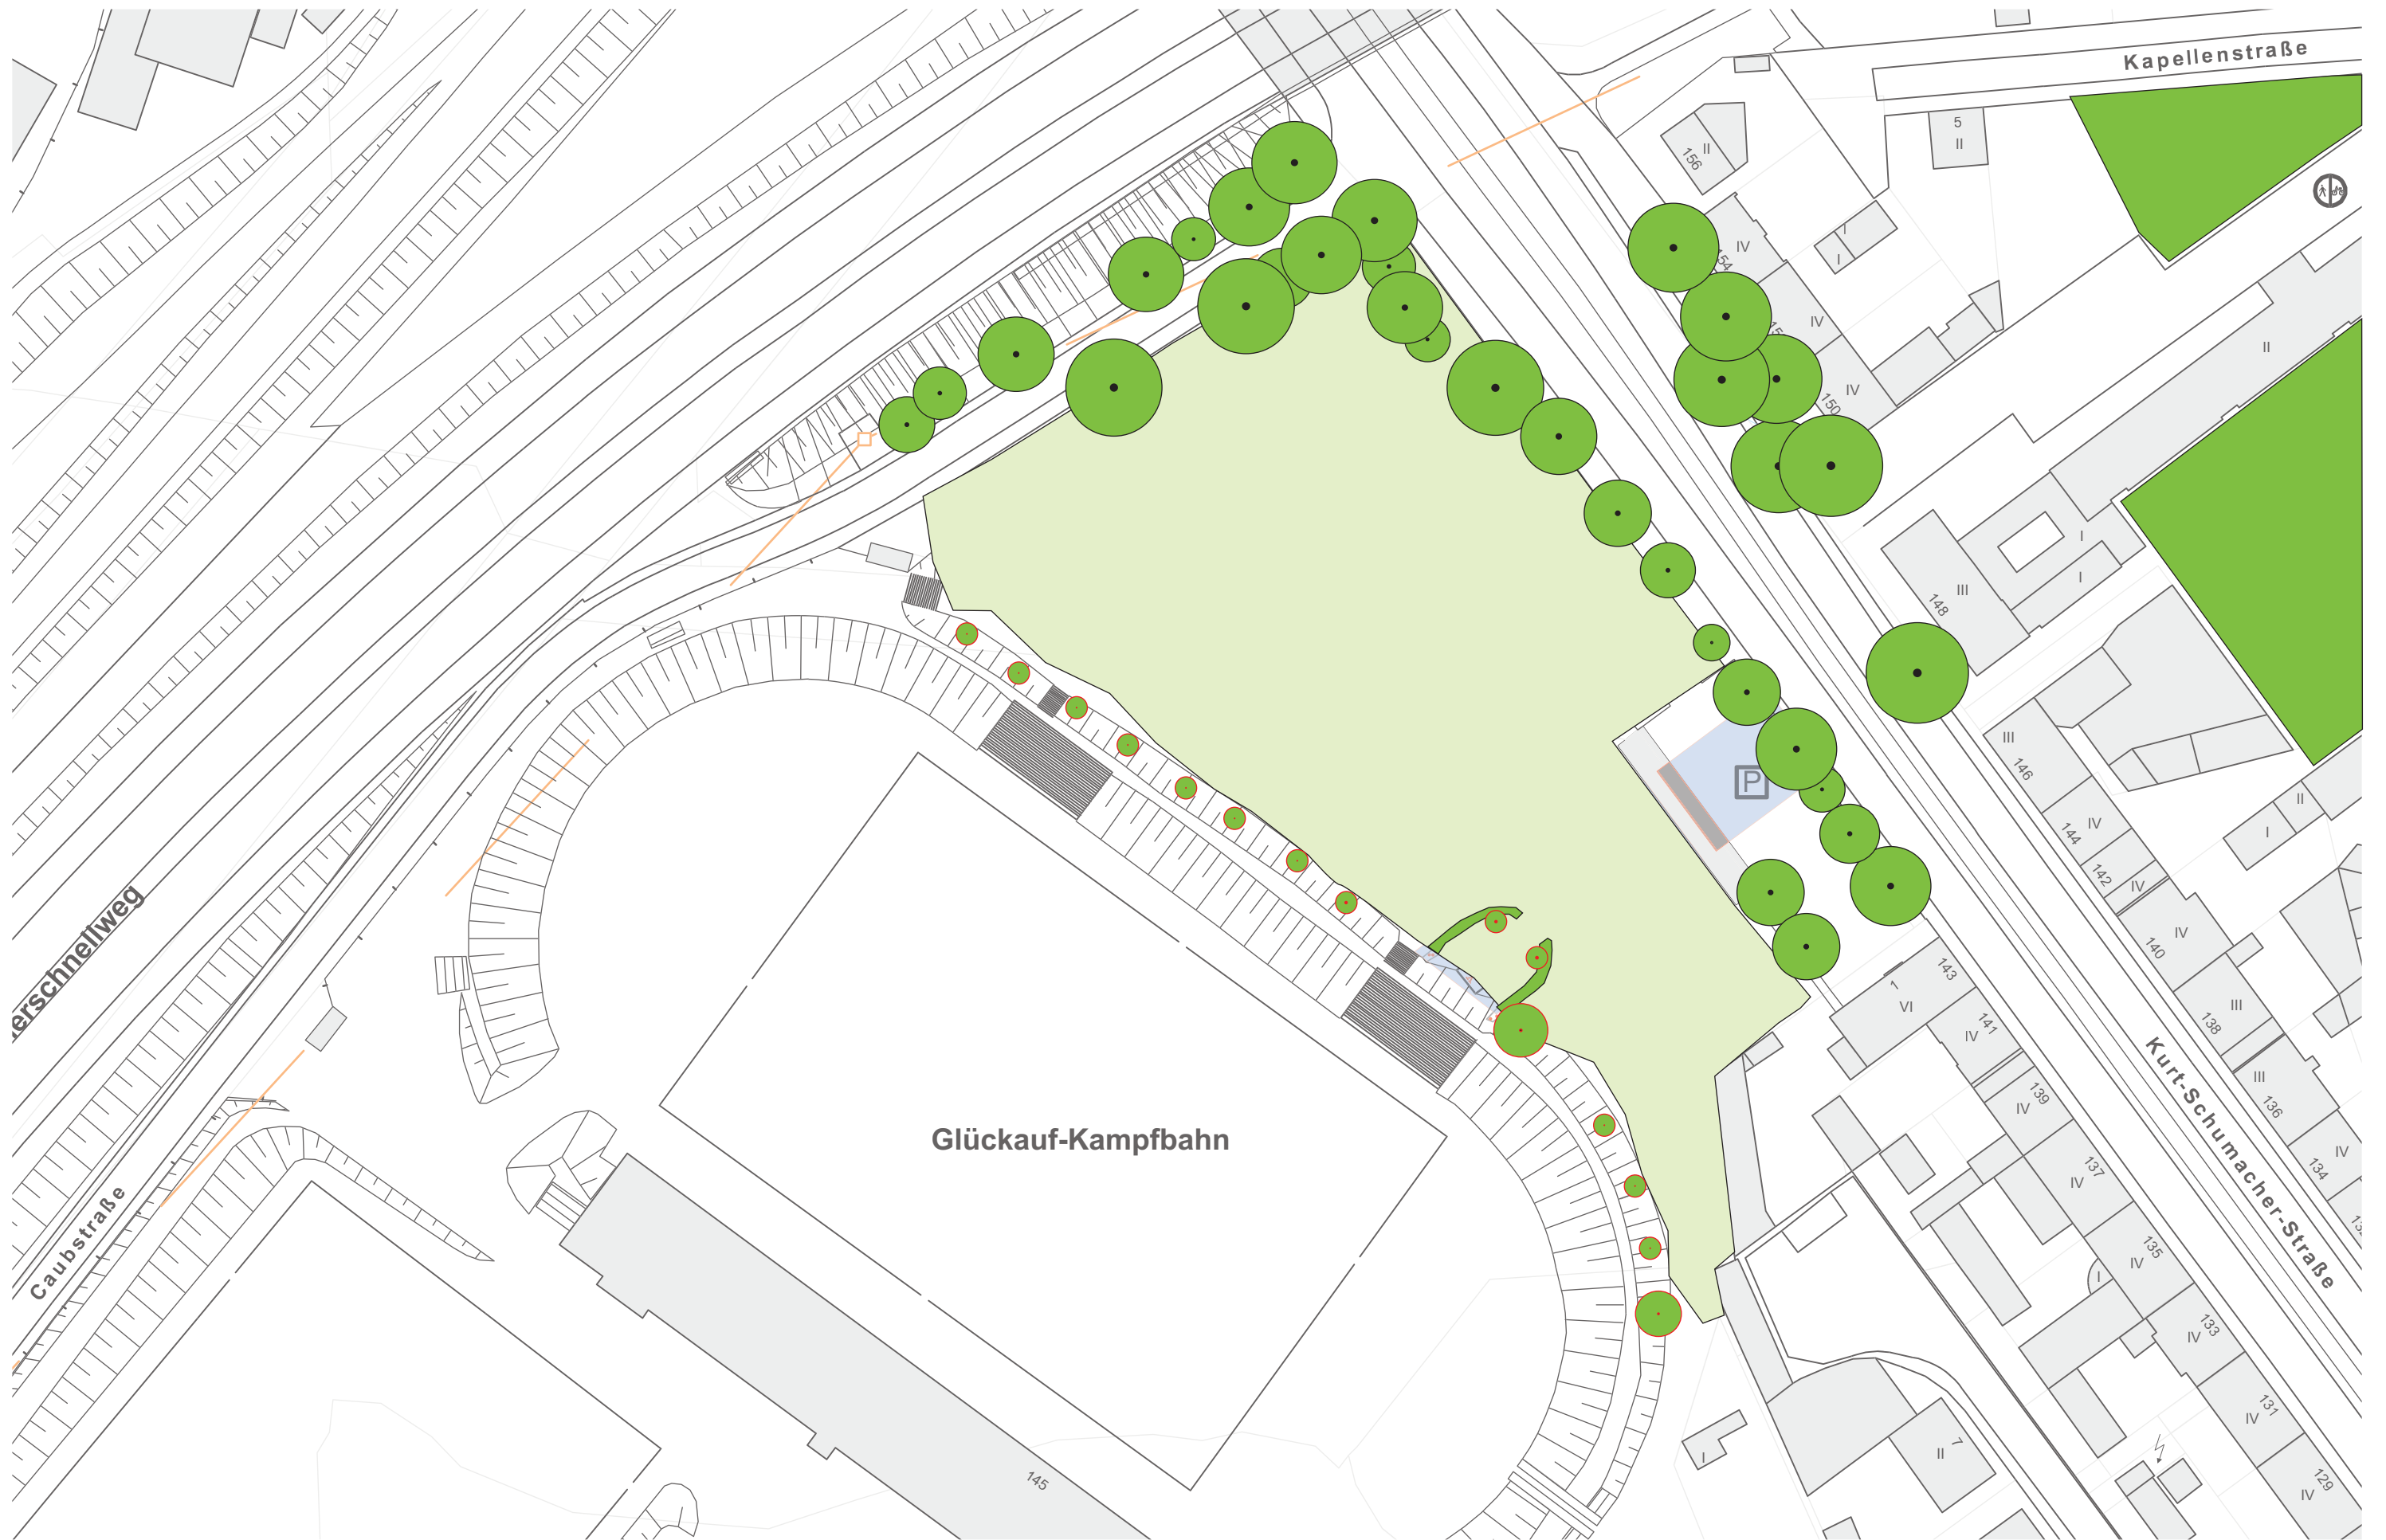 Kapellenstraße
5
II
II
156
IV
I
I
IV
IV
150
II
I
I
III
148
P
III
146
IV
144
IV
142
II
I
IV
140
143
1
VI
III
138
141
IV
III
136
139
IV
IV
134
137
IV
135
IV
I
133
IV
131
IV
129
IV
7
II
I
145
Glückauf-Kampfbahn
Kurt-Schumacher-Straße
Caubstraße
erschnellweg